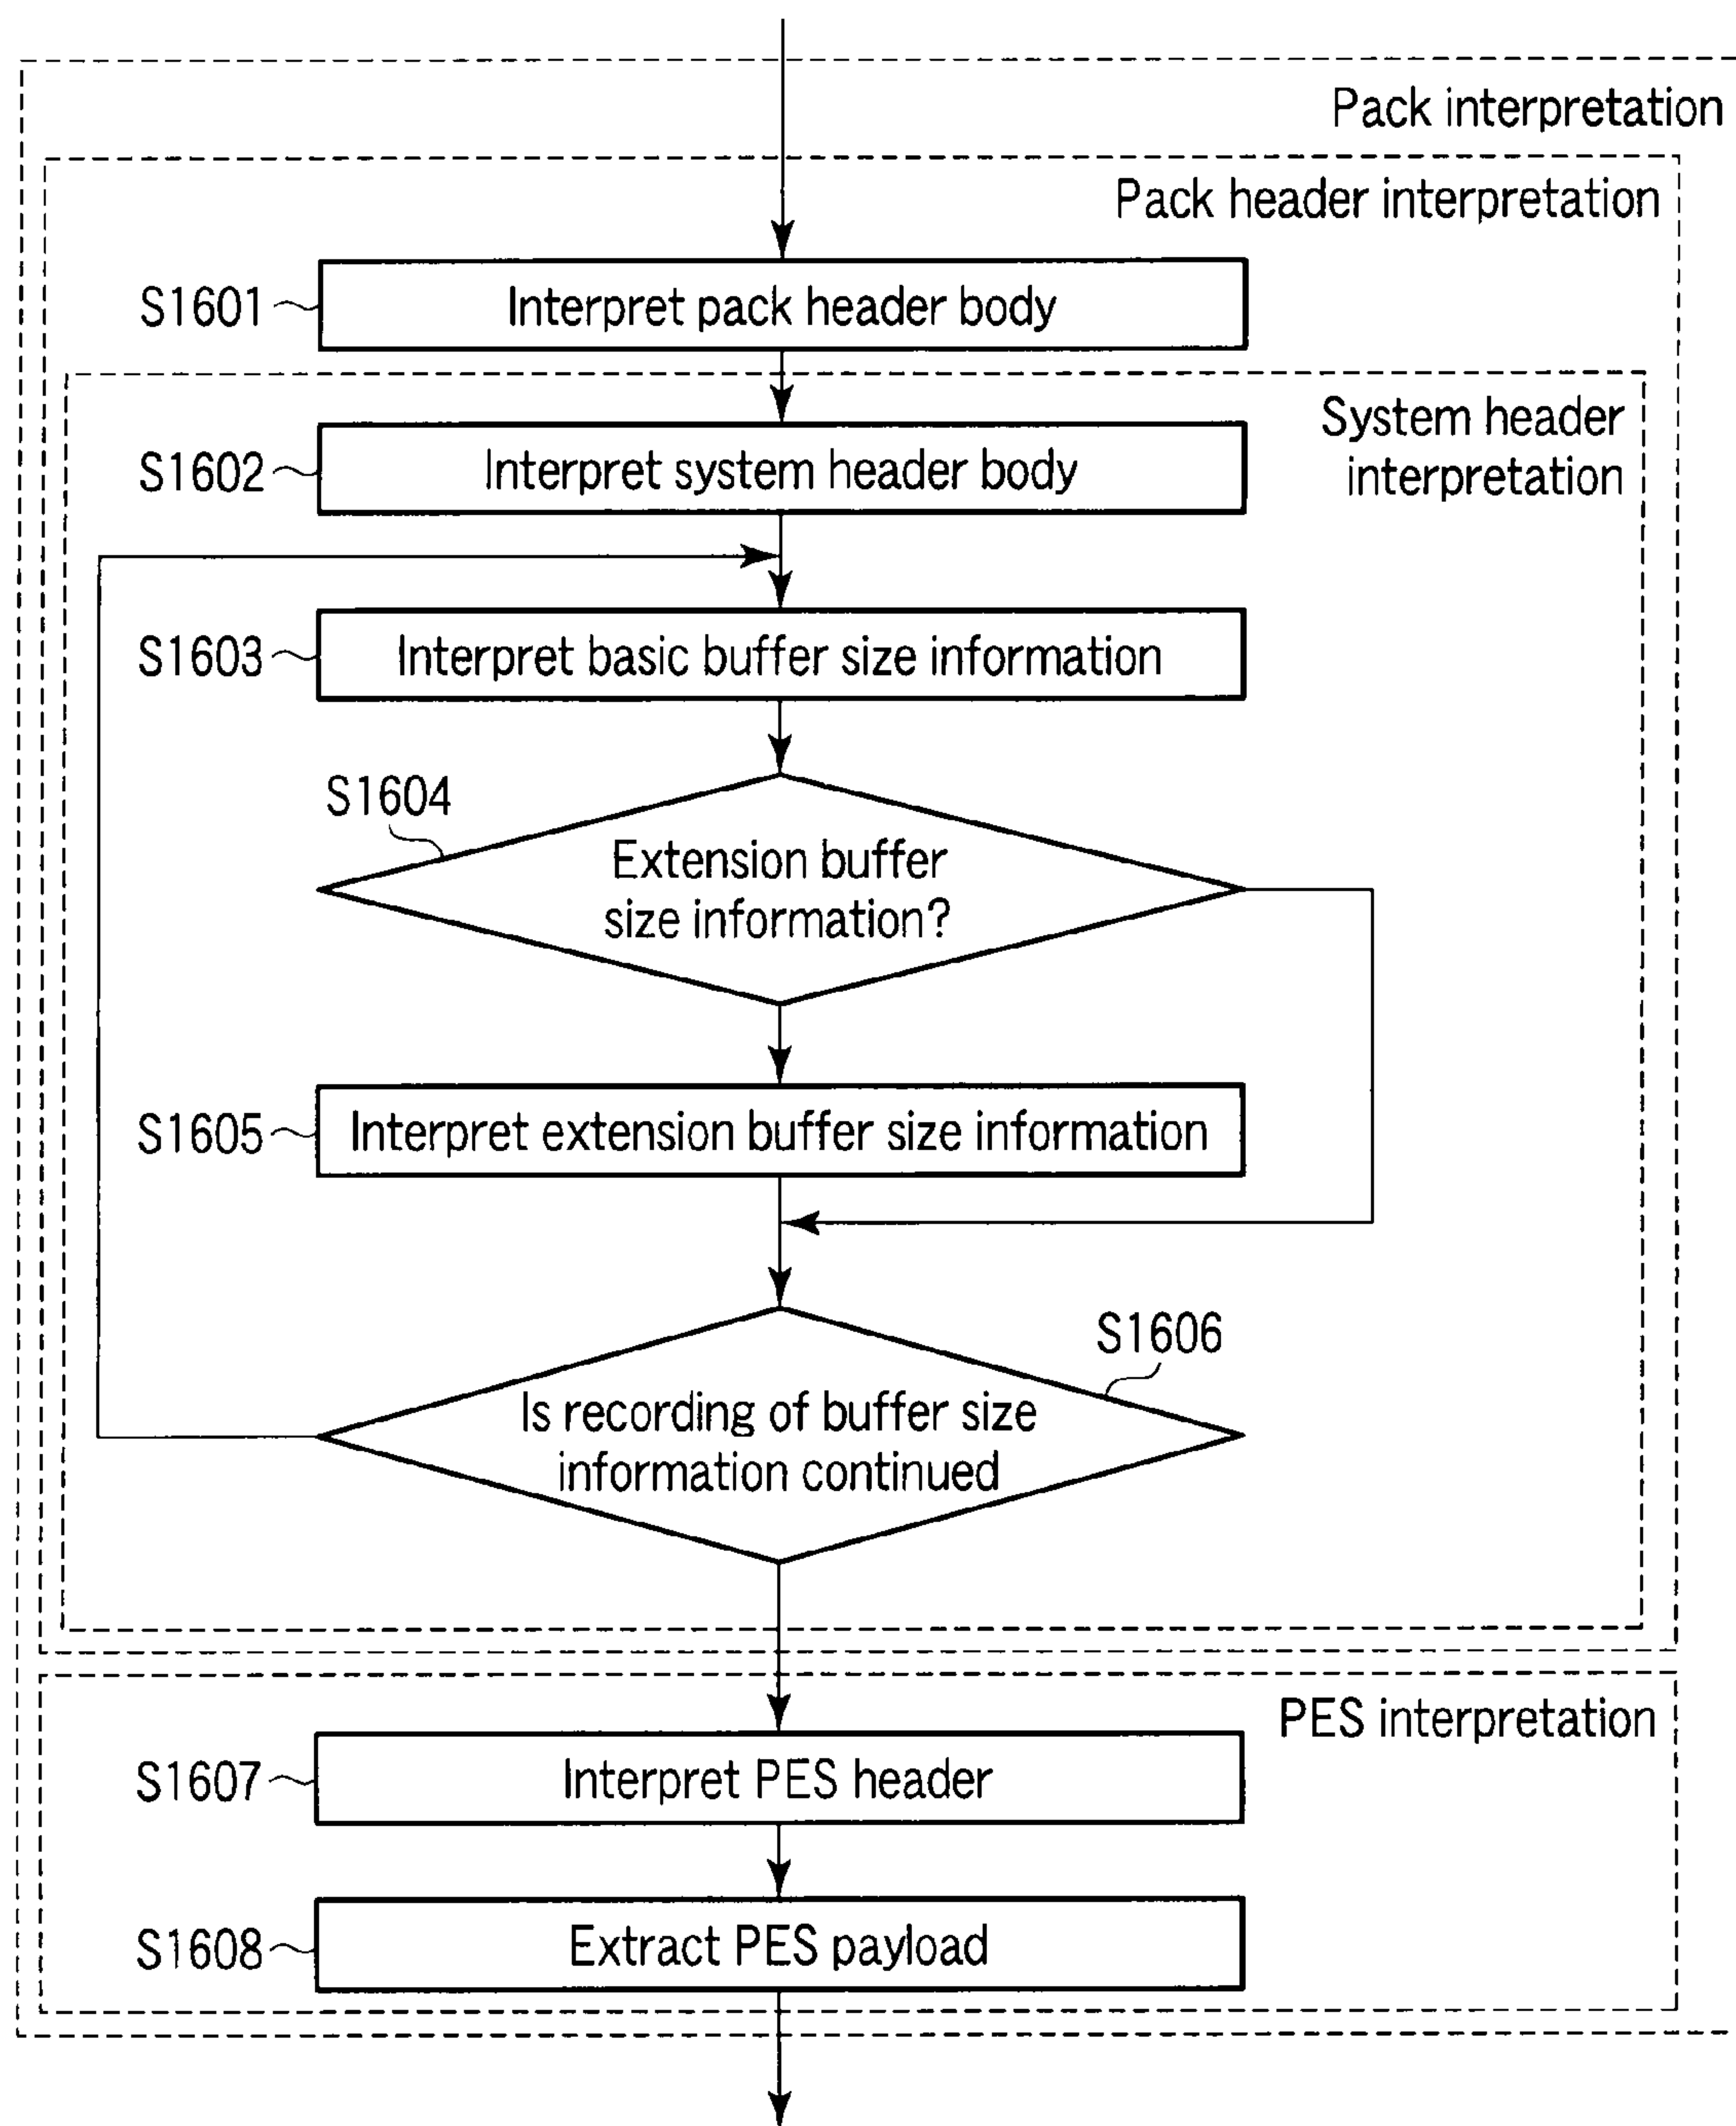 Pack interpretation
Pack header interpretation
S1601
Interpret pack header body
System header
interpretation
S1602
Interpret system header body
S1603
Interpret basic buffer size information
S1604
Extension buffer
size information?
S1605
Interpret extension buffer size information
S1606
Is recording of buffer size
information continued
PES interpretation
S1607
Interpret PES header
S1608
Extract PES payload